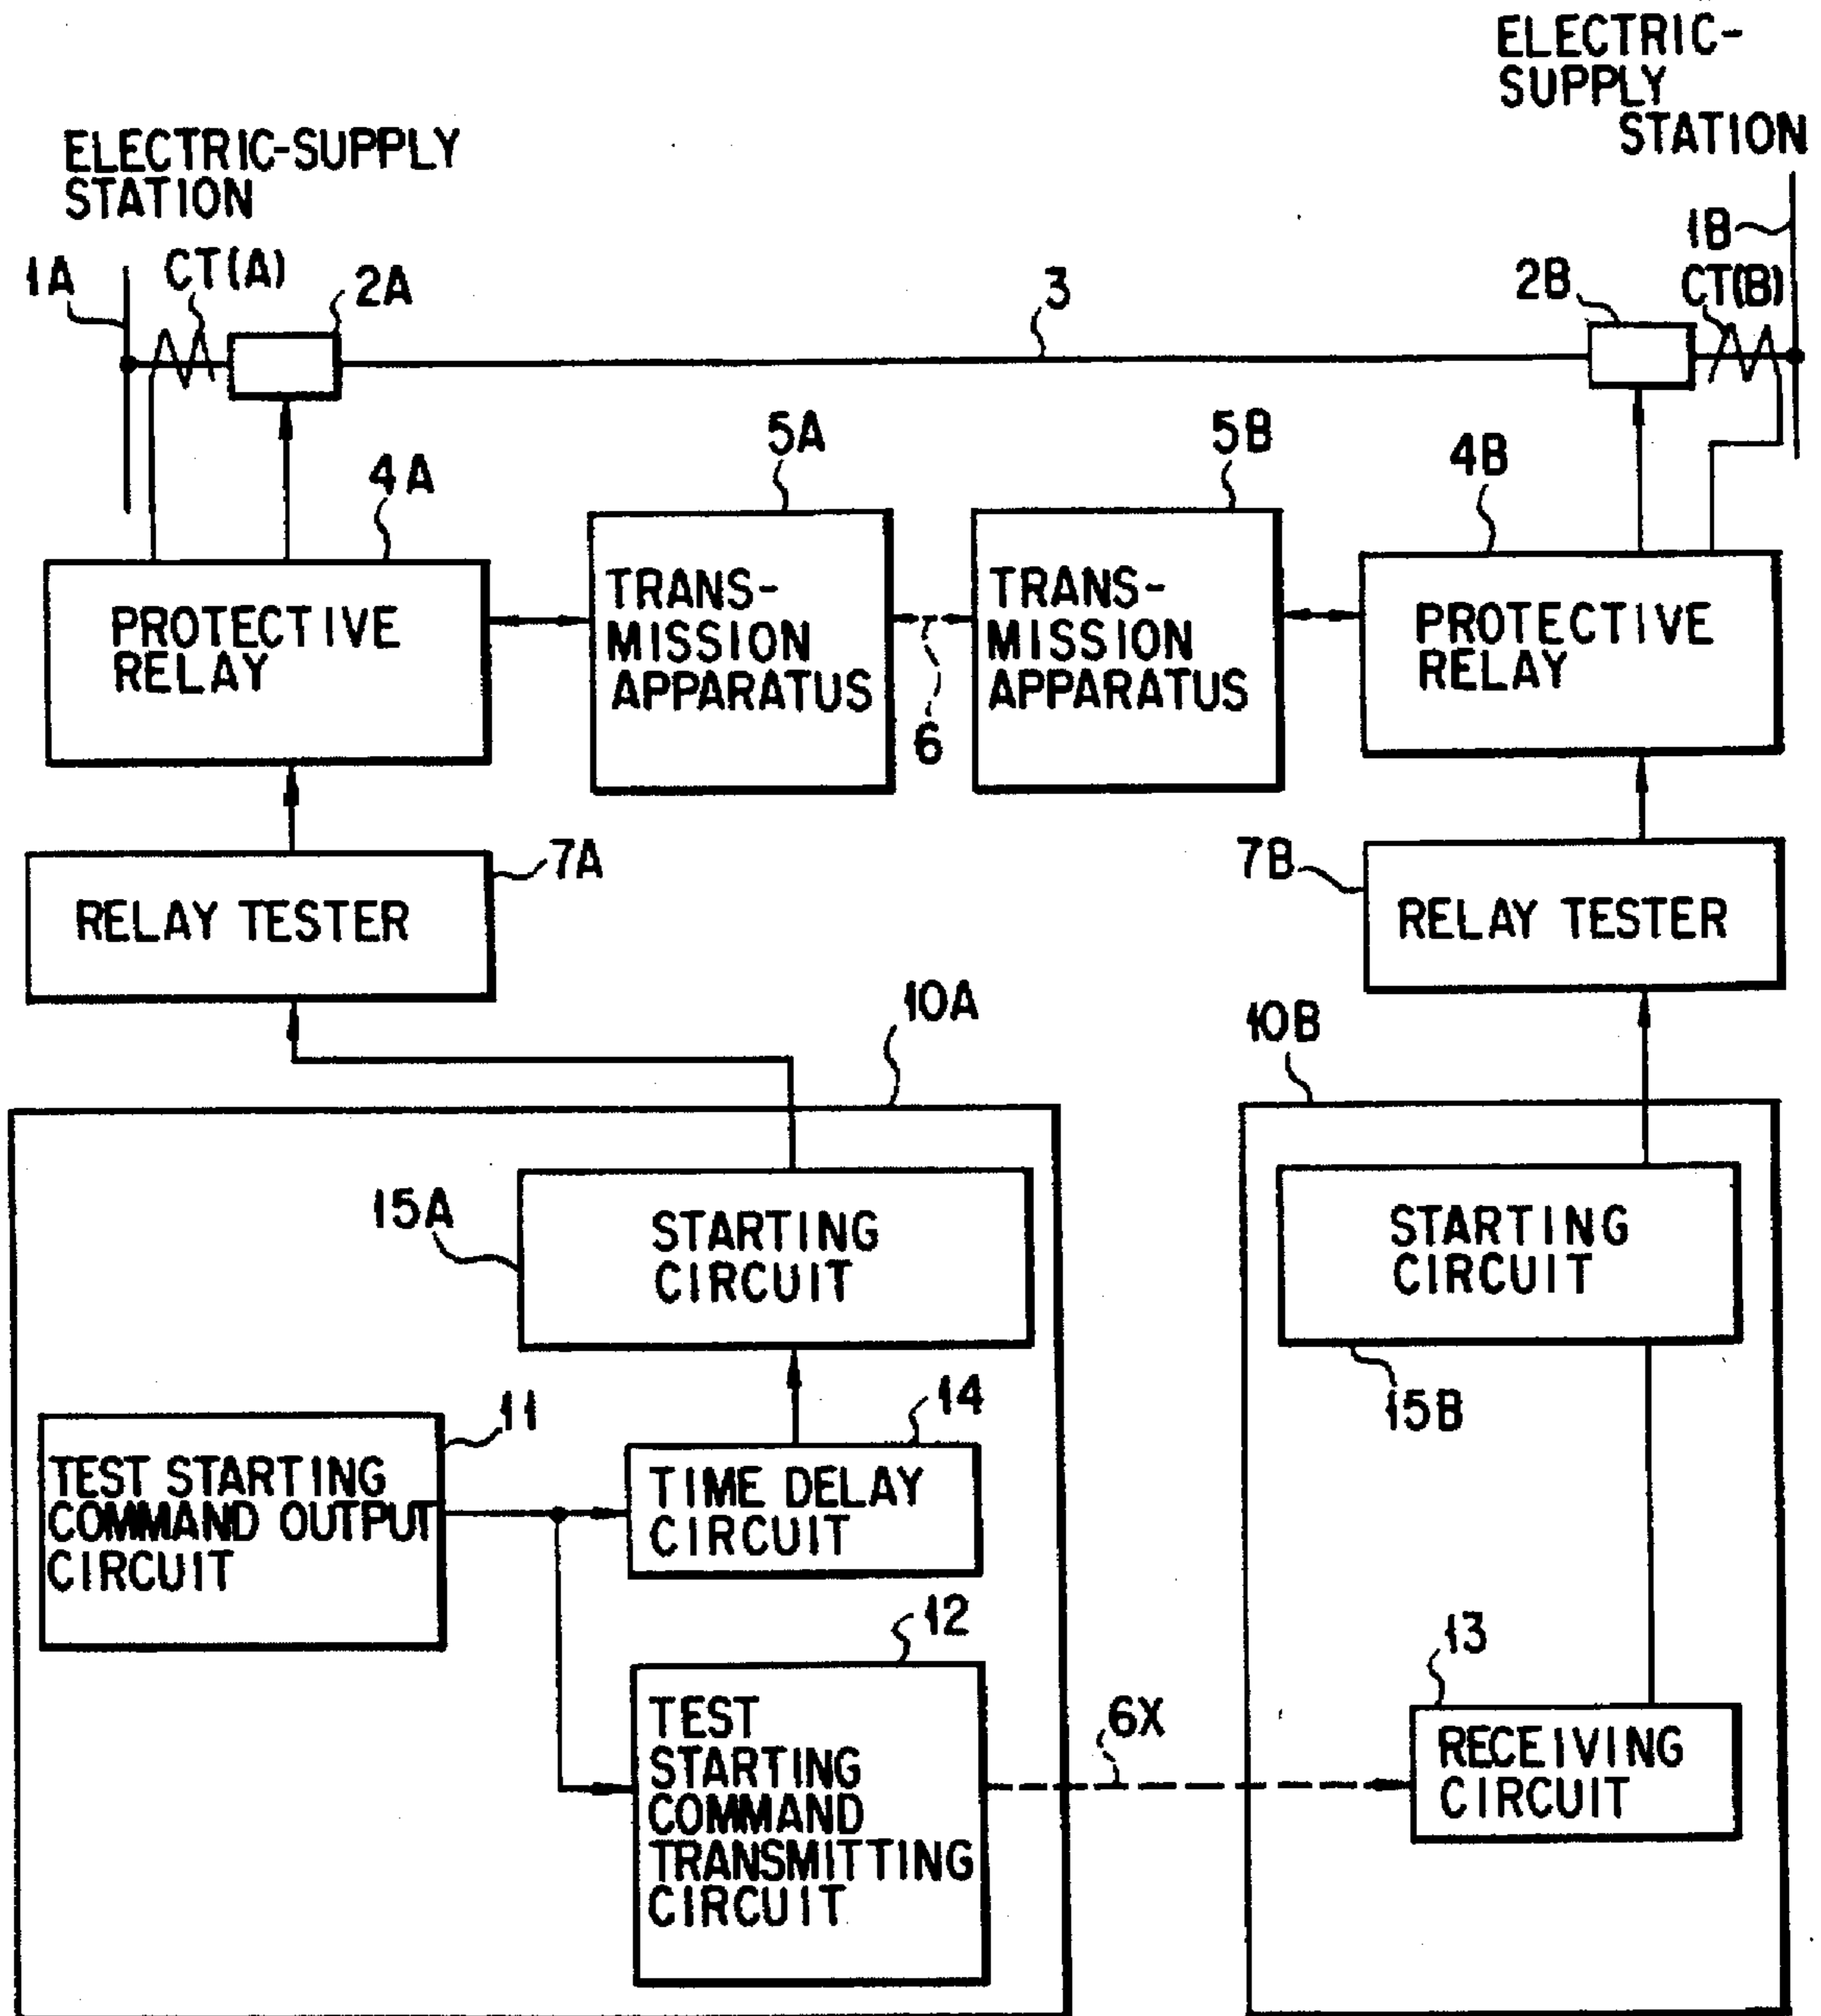 ELECTRIC-
SUPPLY
STATION
ELECTRIC-SUPPLY
STATION
1A
CT(A)
2A
3
2B
1B
CT(B)
4A
5A
5B
4B
PROTECTIVE
RELAY
TRANS-
MISSION
APPARATUS
6
TRANS-
MISSION
APPARATUS
PROTECTIVE
RELAY
7A
RELAY TESTER
7B
RELAY TESTER
10A
10B
15A
STARTING
CIRCUIT
STARTING
CIRCUIT
15B
11
TEST STARTING
COMMAND OUTPUT
CIRCUIT
14
TIME DELAY
CIRCUIT
12
TEST
STARTING
COMMAND
TRANSMITTING
CIRCUIT
6X
13
RECEIVING
CIRCUIT